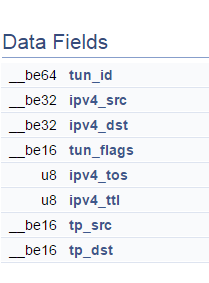 Data Fields
__be64 tun_id
__be32 ipv4_src
__be32 ipv4_dst
__be16 tun_flags
u8 ipv4_tos
u8 ipv4_ttl
__be16 tp_src
__be16 tp_dst